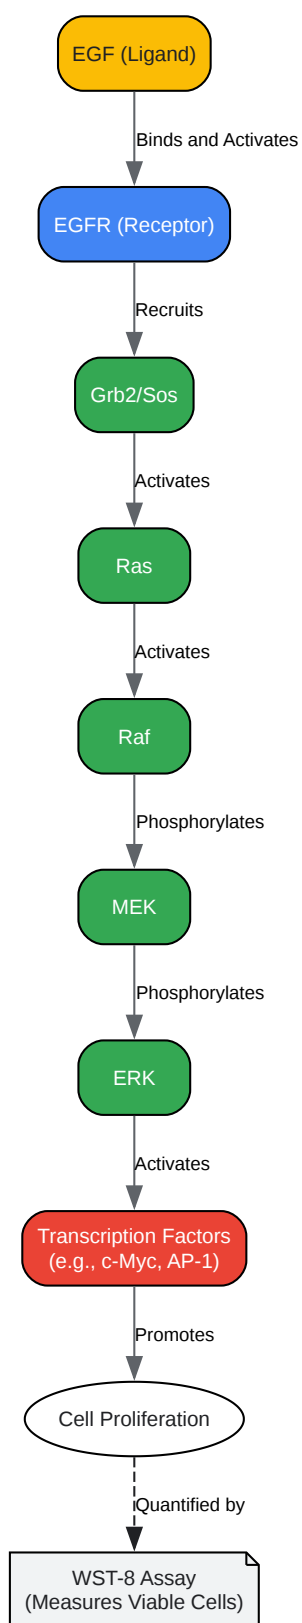 EGF (Ligand)
Binds and Activates
EGFR (Receptor)
Recruits
Grb2/Sos
Activates
Ras
Activates
Raf
Phosphorylates
MEK
Phosphorylates
ERK
Activates
Transcription Factors
(e.g., c-Myc, AP-1)
Promotes
Cell Proliferation
Quantified by
WST-8 Assay
(Measures Viable Cells)